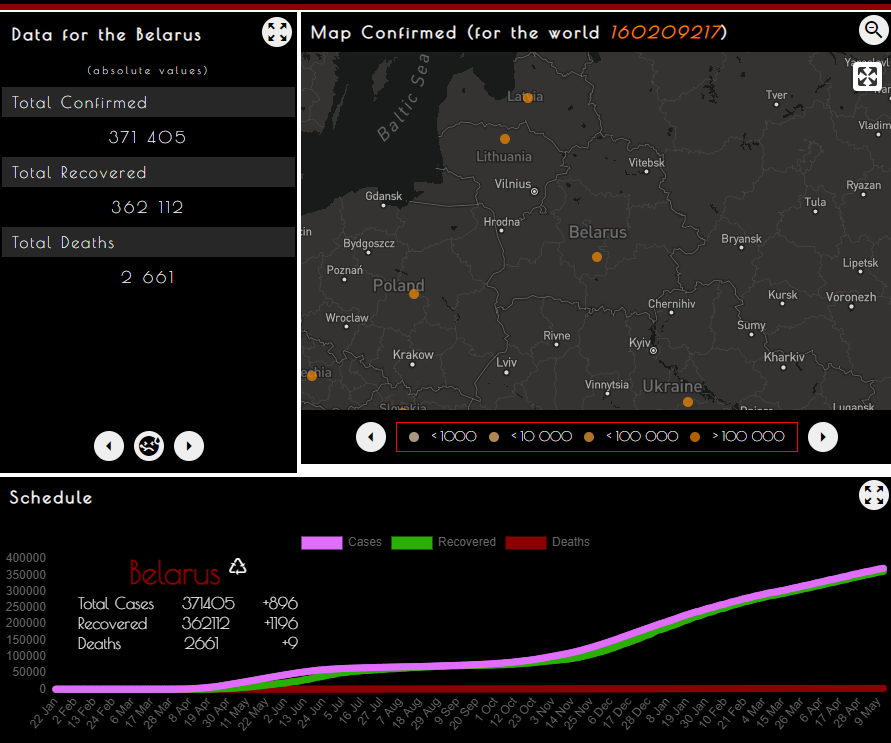 Data for the Belarus
(absolute values)
Total Confirmed
371 405
Total Recovered
362 112
Total Deaths
2 661
Map Confirmed (for the world 160209217)
Baltic Sea
Latvia
Tver
Lithuania
Vitebsk
Vilnius
Ryazan
Gdansk
Tula
Hrodna
Belarus
Bryansk
Bydgoszcz
Lipetsk
Poznań
Poland
Chernihiv
Kursk
Voronezh
Wroclaw
Sumy
Rivne
Kyiv
Krakow
Lviv
Kharkiv
Vinnytsia
Ukraine
Slovakia
Luhansk
<1000 <10 000 <100 000 >100 000
Schedule
Cases Recovered Deaths
Belarus
Total Cases 371405 +896
Recovered 362112 +1196
Deaths 2661 +9
400000
350000
300000
250000
200000
150000
100000
50000
0
22 Jan 2 Feb 13 Feb 24 Feb 6 Mar 17 Mar 28 Mar 8 Apr 19 Apr 30 Apr 11 May 22 May 2 Jun 13 Jun 24 Jun 5 Jul 16 Jul 27 Jul 7 Aug 18 Aug 29 Aug 9 Sep 20 Sep 1 Oct 12 Oct 23 Oct 3 Nov 14 Nov 25 Nov 6 Dec 17 Dec 28 Dec 8 Jan 19 Jan 30 Jan 10 Feb 21 Feb 4 Mar 15 Mar 26 Mar 6 Apr 17 Apr 28 Apr 9 May